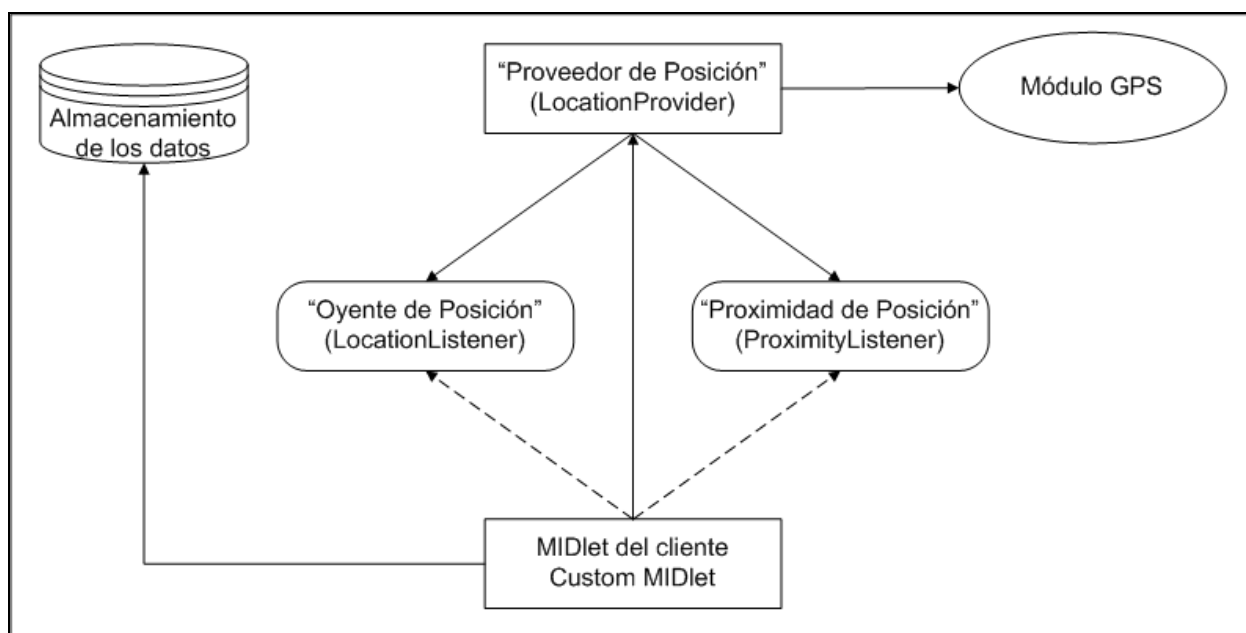 Almacenamiento
de los datos
“Proveedor de Posición”
(LocationProvider)
Módulo GPS
“Oyente de Posición”
(LocationListener)
“Proximidad de Posición”
(ProximityListener)
MIDlet del cliente
Custom MIDlet